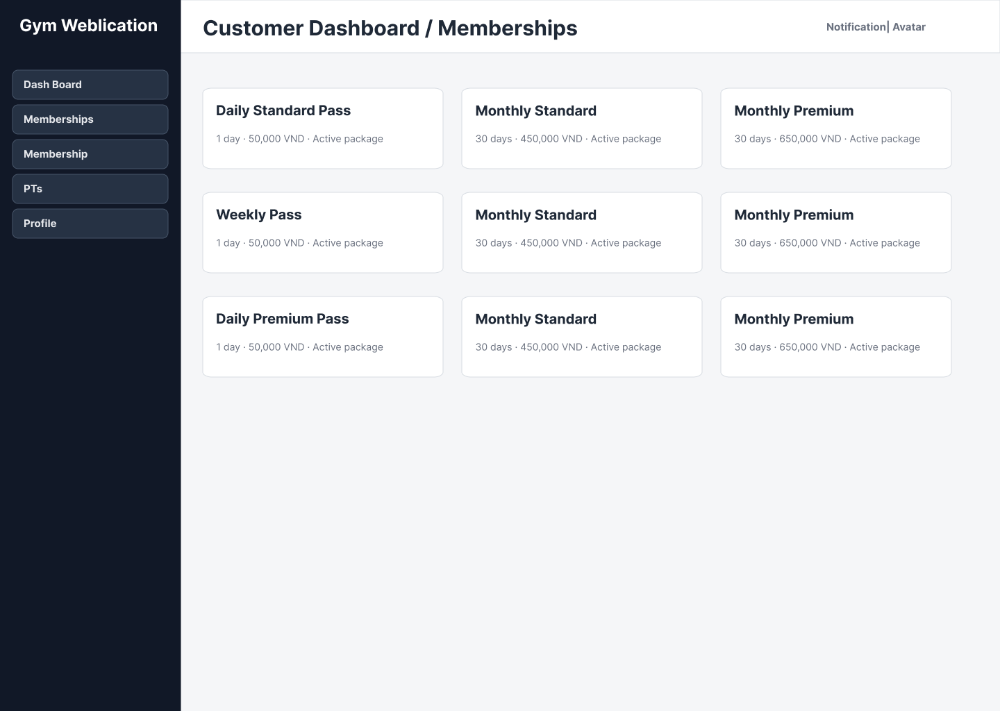 Gym Weblication
Dash Board
Memberships
Membership
PTs
Profile
Customer Dashboard / Memberships
Notification| Avatar
Daily Standard Pass
1 day · 50,000 VND · Active package
Monthly Standard
30 days · 450,000 VND · Active package
Monthly Premium
30 days · 650,000 VND · Active package
Weekly Pass
1 day · 50,000 VND · Active package
Monthly Standard
30 days · 450,000 VND · Active package
Monthly Premium
30 days · 650,000 VND · Active package
Daily Premium Pass
1 day · 50,000 VND · Active package
Monthly Standard
30 days · 450,000 VND · Active package
Monthly Premium
30 days · 650,000 VND · Active package